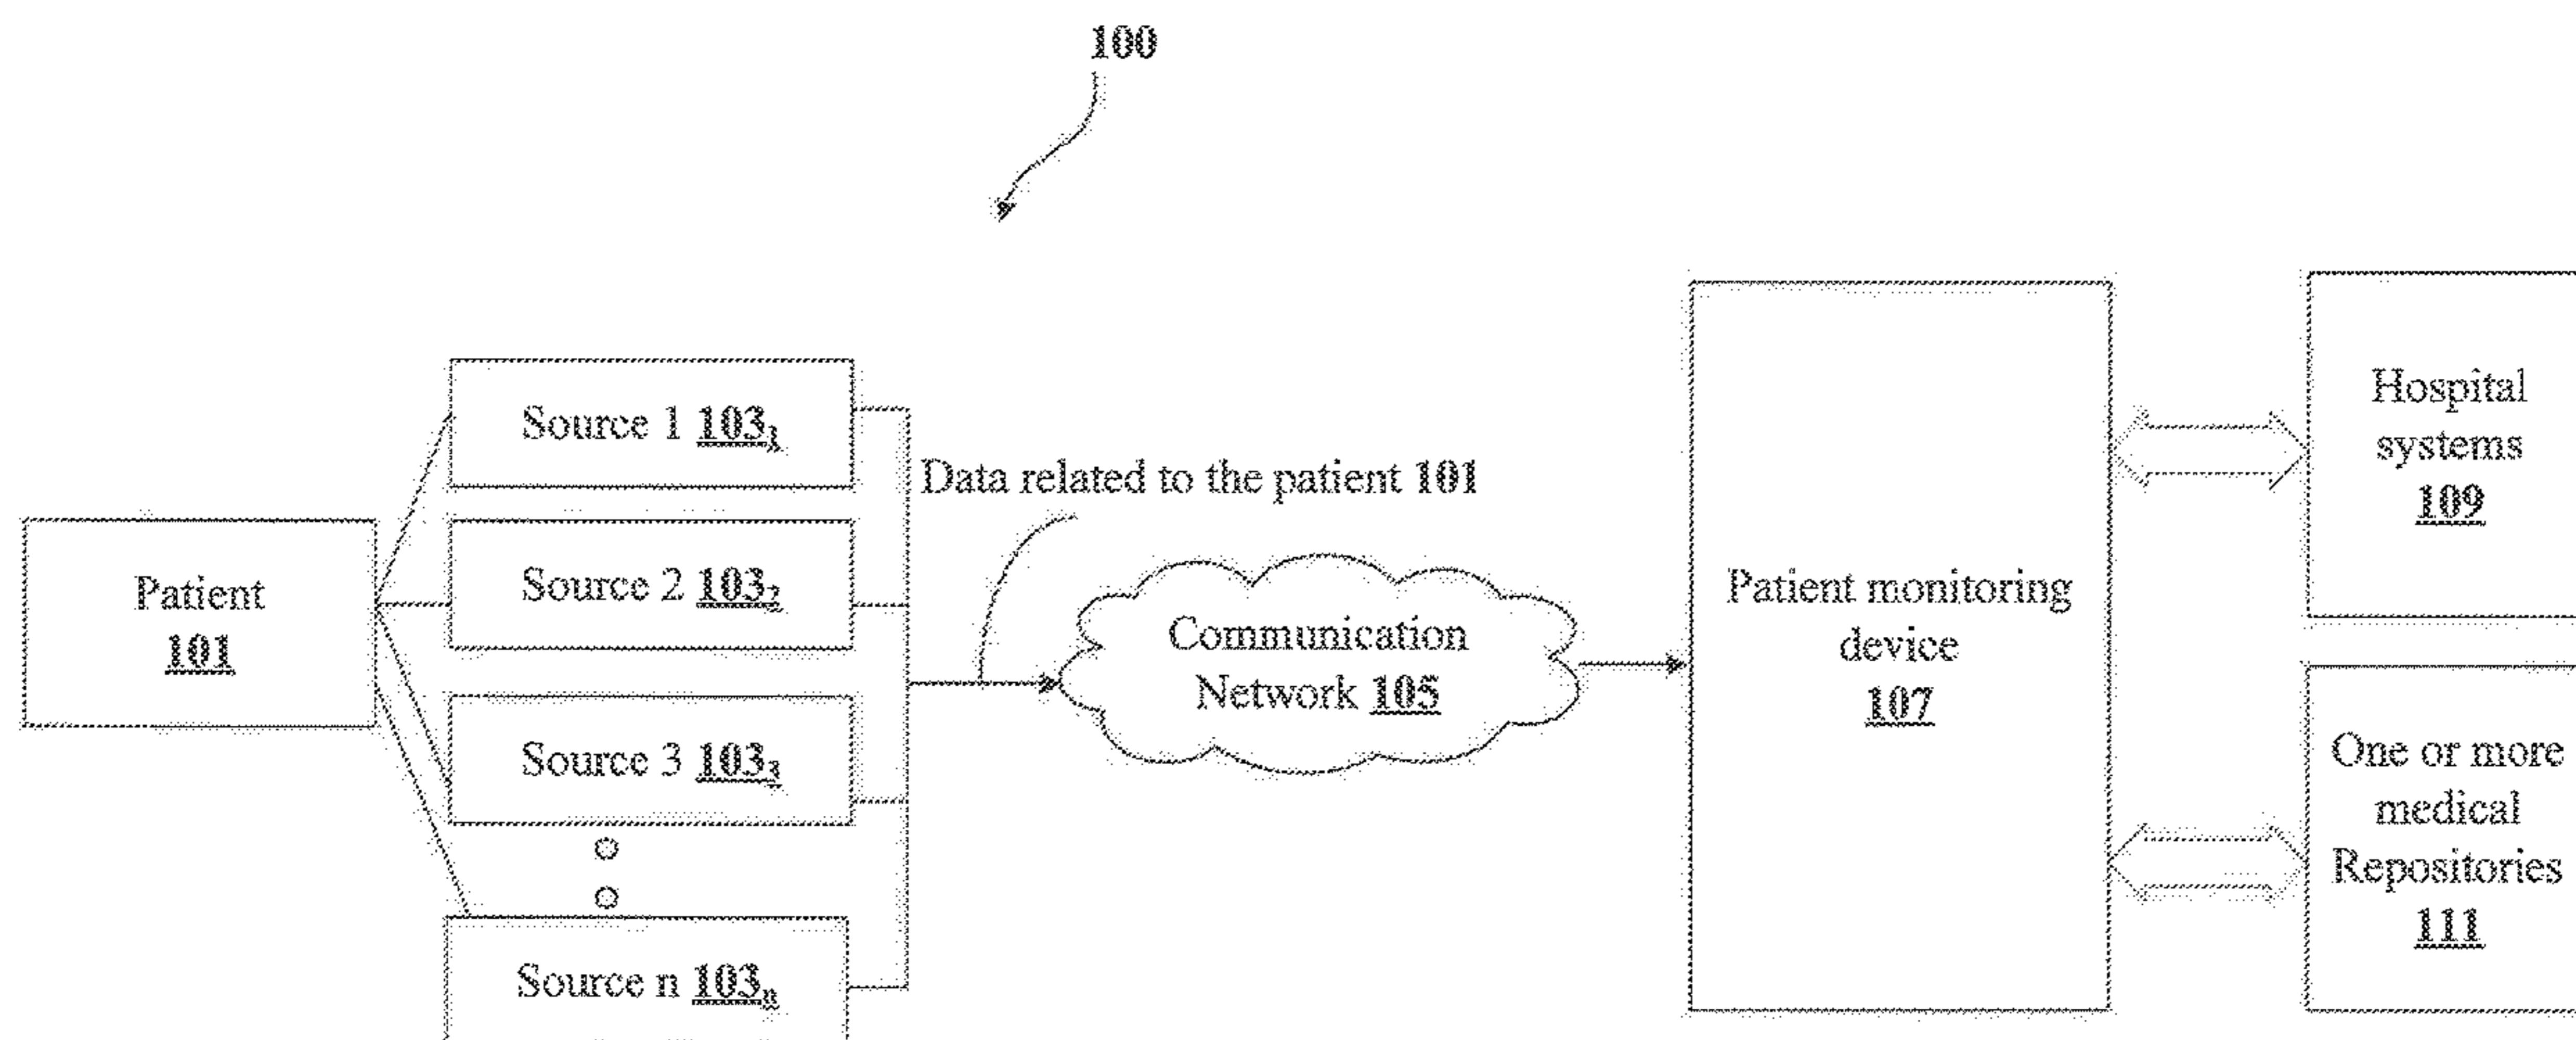 100
Source 1 103₁
Data related to the patient 101
Source 2 103₂
Patient
101
Communication
Network 105
Source 3 103₃
Source n 103ₙ
Patient monitoring
device
107
Hospital
systems
109
One or more
medical
Repositories
111